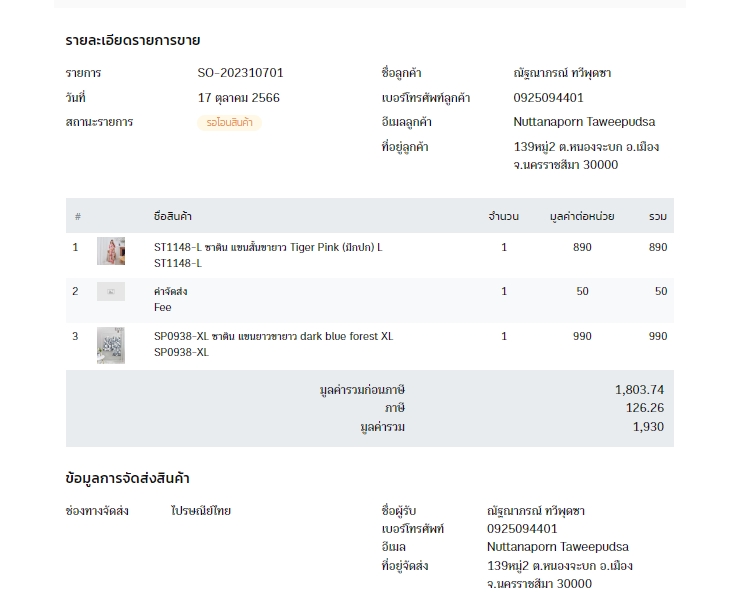 รายละเอียดรายการขาย
รายการ SO-202310701
วันที่ 17 ตุลาคม 2566
สถานะรายการ รอโอนสินค้า
ชื่อลูกค้า ณัฐณาภรณ์ ทวีพุดซา
เบอร์โทรศัพท์ลูกค้า 0925094401
อีเมลลูกค้า Nuttanaporn Taweepudsa
ที่อยู่ลูกค้า 139หมู่2 ต.หนองจะบก อ.เมือง
จ.นครราชสีมา 30000
# ชื่อสินค้า จำนวน มูลค่าต่อหน่วย รวม
1 ST1148-L ซาติน แขนสั้นขายาว Tiger Pink (มีกปก) L 1 890 890
ST1148-L
2 ค่าจัดส่ง 1 50 50
Fee
3 SP0938-XL ซาติน แขนยาวขายาว dark blue forest XL 1 990 990
SP0938-XL
มูลค่ารวมก่อนภาษี 1,803.74
ภาษี 126.26
มูลค่ารวม 1,930
ข้อมูลการจัดส่งสินค้า
ช่องทางจัดส่ง ไปรษณีย์ไทย
ชื่อผู้รับ ณัฐณาภรณ์ ทวีพุดซา
เบอร์โทรศัพท์ 0925094401
อีเมล Nuttanaporn Taweepudsa
ที่อยู่จัดส่ง 139หมู่2 ต.หนองจะบก อ.เมือง
จ.นครราชสีมา 30000